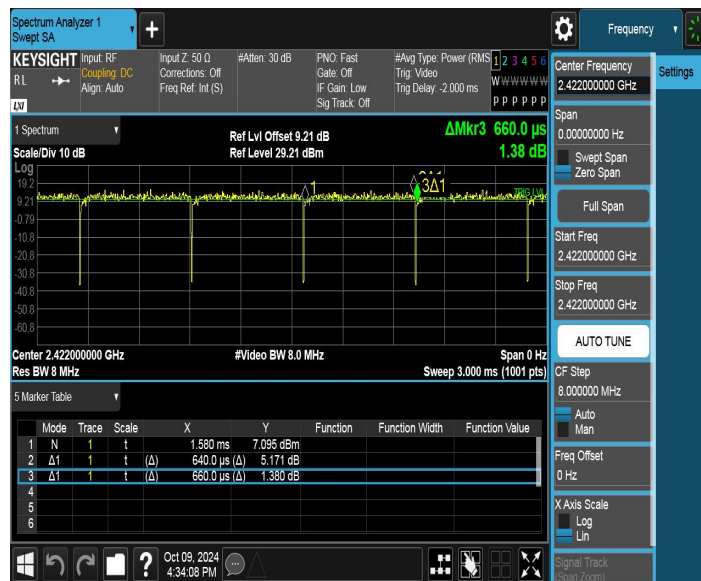 Spectrum Analyzer 1
Swept SA
+
Frequency
KEYSIGHT
RL
LXI
Input: RF
Coupling: DC
Align: Auto
Input Z: 50 Ω
Corrections: Off
Freq Ref: Int (S)
#Atten: 30 dB
PNO: Fast
Gate: Off
IF Gain: Low
Sig Track: Off
#Avg Type: Power (RMS
Trig: Video
Trig Delay: -2.000 ms
1 2 3 4 5 6
W W W W W W
P P P P P P
1 Spectrum
Scale/Div 10 dB
Ref Lvl Offset 9.21 dB
Ref Level 29.21 dBm
ΔMkr3 660.0 µs
1.38 dB
Log
19.2
9.21
-0.79
-10.8
-20.8
-30.8
-40.8
-50.8
-60.8
1
3Δ1
TRIG LVL
Center 2.422000000 GHz
#Video BW 8.0 MHz
Span 0 Hz
Res BW 8 MHz
Sweep 3.000 ms (1001 pts)
5 Marker Table
Mode Trace Scale X Y Function Function Width Function Value
1 N 1 t 1.580 ms 7.095 dBm
2 Δ1 1 t (Δ) 640.0 µs (Δ) 5.171 dB
3 Δ1 1 t (Δ) 660.0 µs (Δ) 1.380 dB
4
5
6
?
Oct 09, 2024
4:34:08 PM
Center Frequency
2.422000000 GHz
Settings
Span
0.00000000 Hz
Swept Span
Zero Span
Full Span
Start Freq
2.422000000 GHz
Stop Freq
2.422000000 GHz
AUTO TUNE
CF Step
8.000000 MHz
Auto
Man
Freq Offset
0 Hz
X Axis Scale
Log
Lin
Signal Track
(Span Zoom)